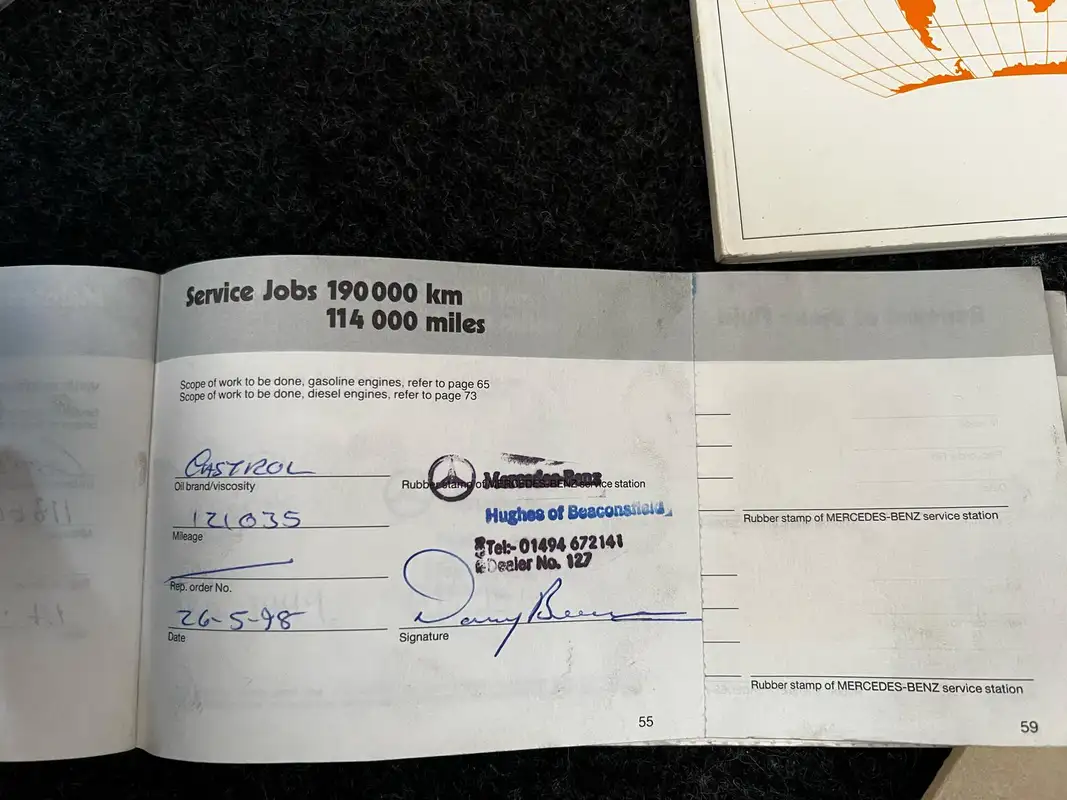 Service Jobs 190 000 km
114 000 miles
Scope of work to be done, gasoline engines, refer to page 65
Scope of work to be done, diesel engines, refer to page 73
CASTROL
Oil brand/viscosity
121035
Mileage
Rep. order No.
26-5-98
Date
Mercedes-Benz
Rubber stamp of MERCEDES-BENZ service station
Hughes of Beaconsfield
Tel:- 01494 672141
Dealer No. 127
Signature
55
Rubber stamp of MERCEDES-BENZ service station
Rubber stamp of MERCEDES-BENZ service station
59